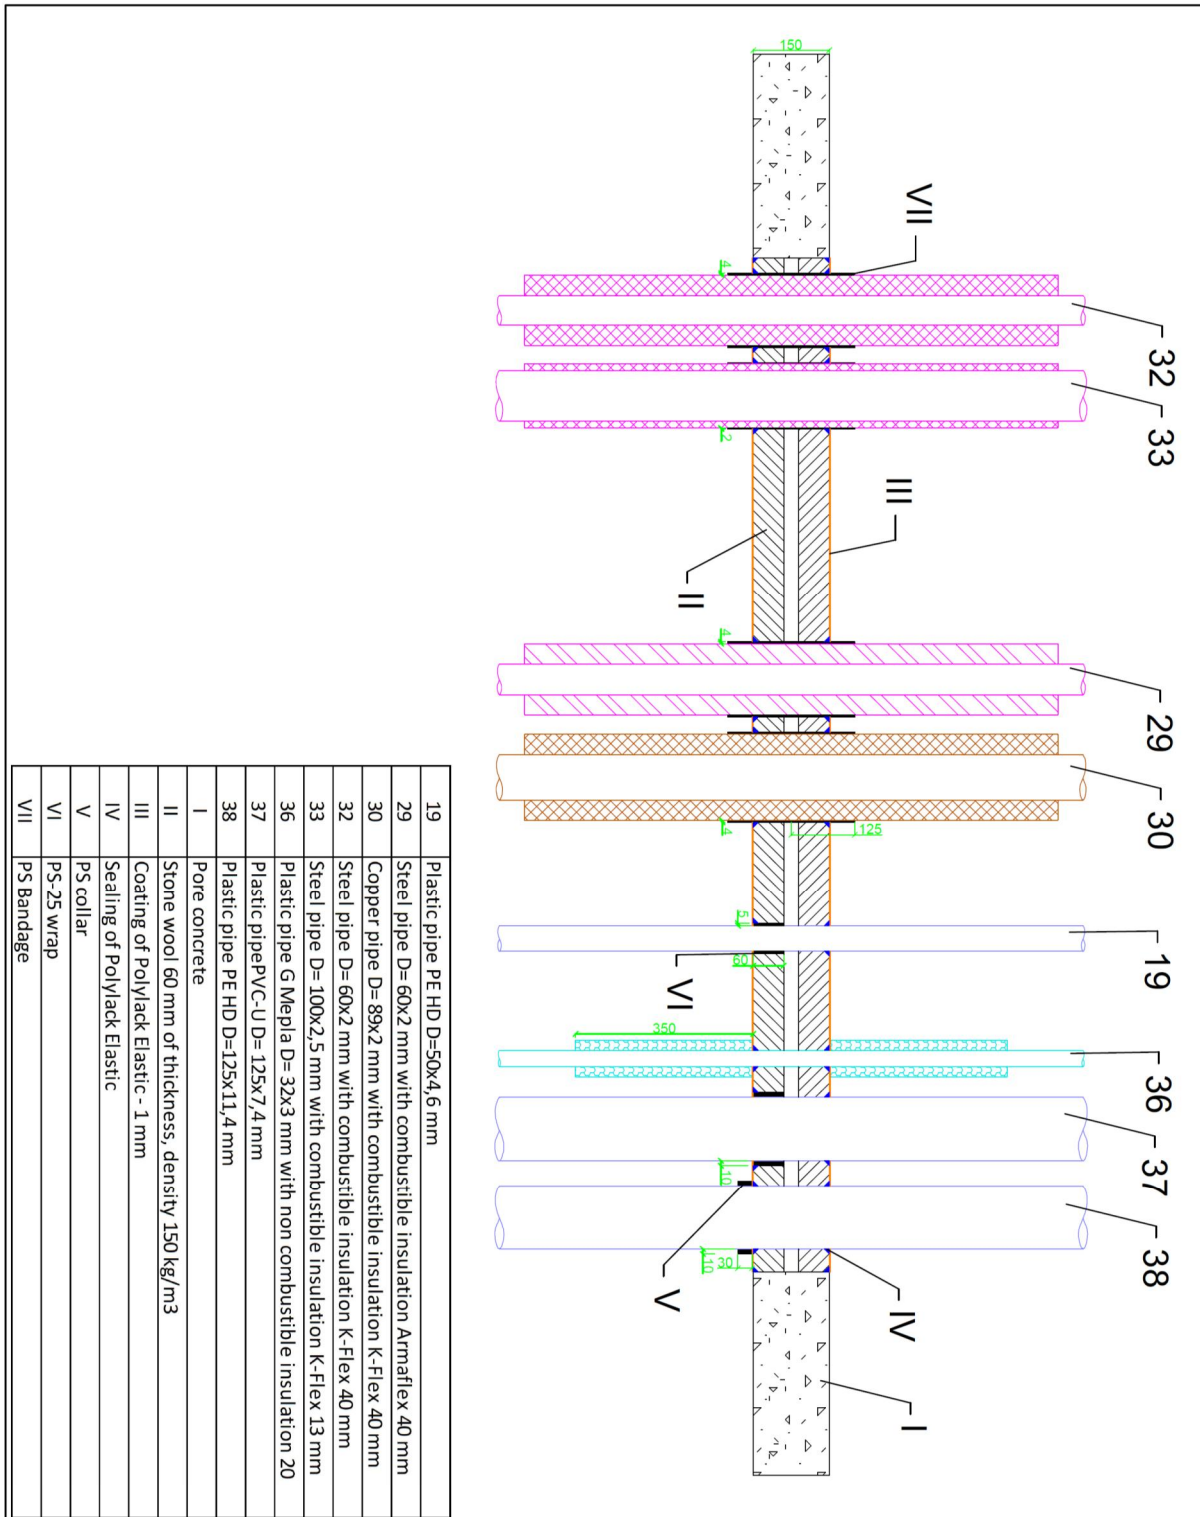 150
VII
32
4
33
2
III
II
4
29
30
4
125
5
19
60
VI
350
36
37
10
38
10
30
V
IV
I
19 Plastic pipe PE HD D=50x4,6 mm
29 Steel pipe D= 60x2 mm with combustible insulation Armaflex 40 mm
30 Copper pipe D= 89x2 mm with combustible insulation K-Flex 40 mm
32 Steel pipe D= 60x2 mm with combustible insulation K-Flex 40 mm
33 Steel pipe D= 100x2,5 mm with combustible insulation K-Flex 13 mm
36 Plastic pipe G Mepla D= 32x3 mm with non combustible insulation 20
37 Plastic pipePVC-U D= 125x7,4 mm
38 Plastic pipe PE HD D=125x11,4 mm
I Pore concrete
II Stone wool 60 mm of thickness, density 150 kg/m3
III Coating of Polylack Elastic - 1 mm
IV Sealing of Polylack Elastic
V PS collar
VI PS-25 wrap
VII PS Bandage